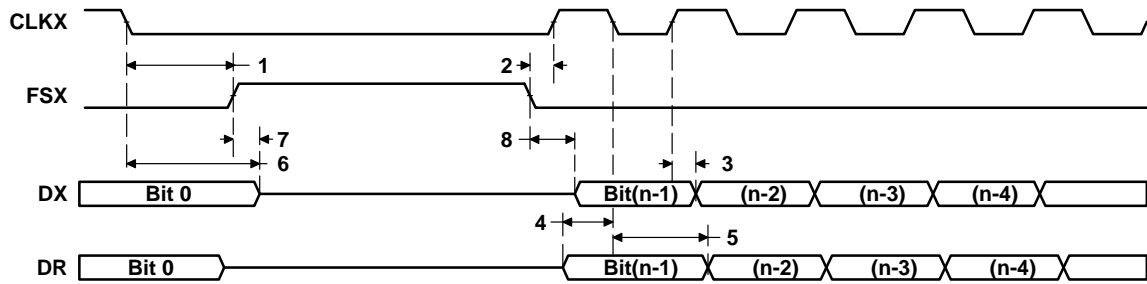 CLKX
1 2
FSX
7 8
6 3
DX Bit 0 Bit(n-1) (n-2) (n-3) (n-4)
4 5
DR Bit 0 Bit(n-1) (n-2) (n-3) (n-4)